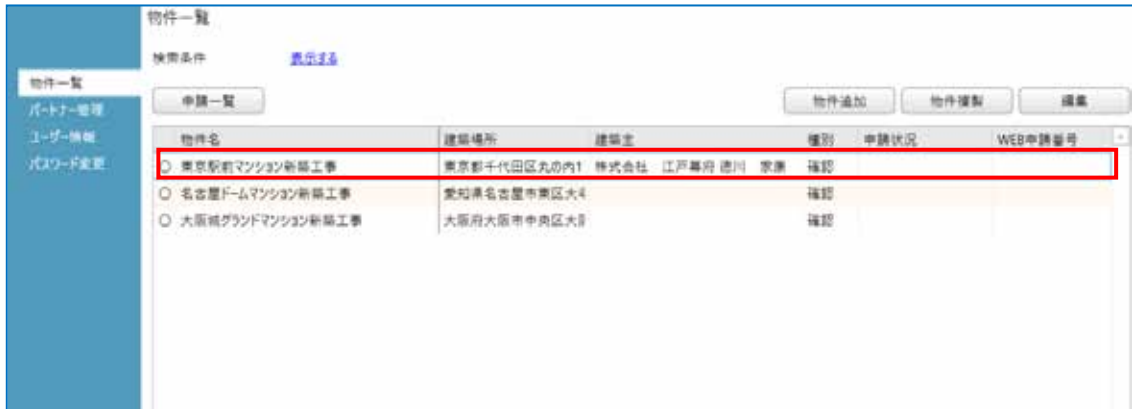 物件一覧
検索条件 表示する
物件一覧
パートナー管理
ユーザー情報
パスワード変更
申請一覧 物件追加 物件複製 編集
物件名 建築場所 建築主 種別 申請状況 WEB申請番号
東京駅前マンション新築工事 東京都千代田区丸の内1 株式会社 江戸幕府 徳川 家康 確認
名古屋ドームマンション新築工事 愛知県名古屋市東区大4 確認
大阪城グランドマンション新築工事 大阪府大阪市中央区大阪 確認